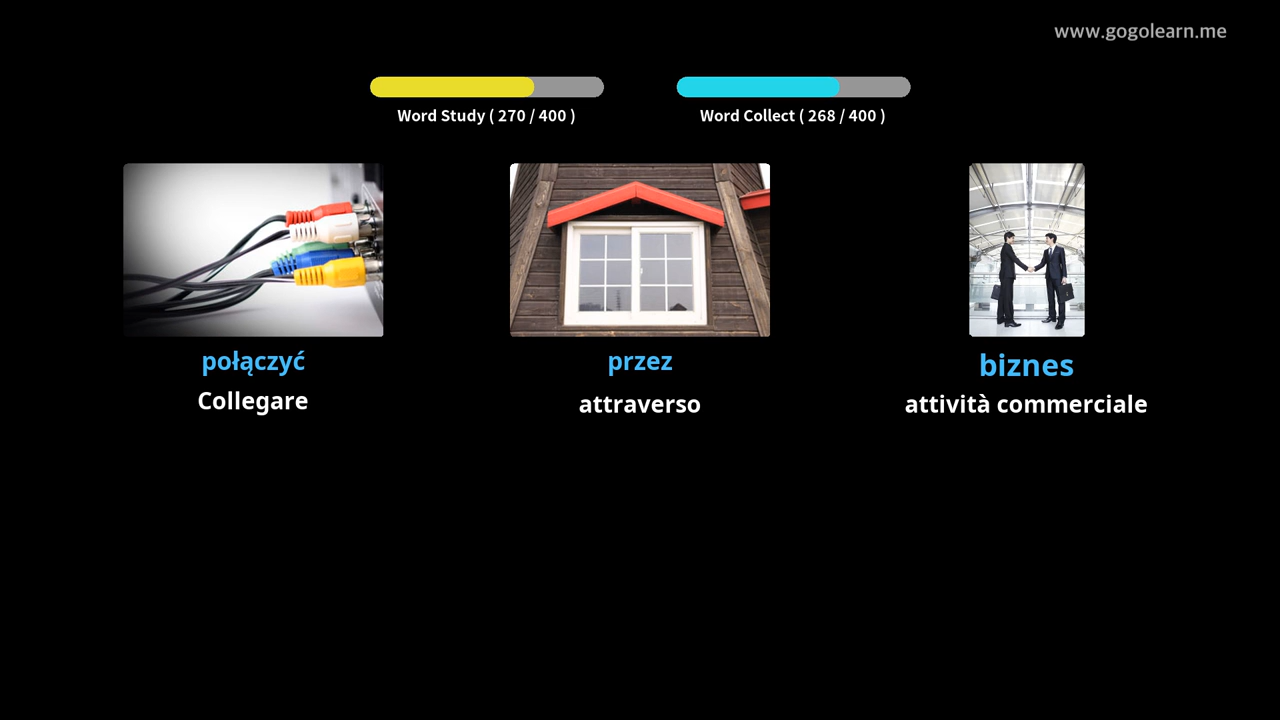 www.gogolearn.me
Word Study ( 270 / 400 )
Word Collect ( 268 / 400 )
połączyć
Collegare
przez
attraverso
biznes
attività commerciale